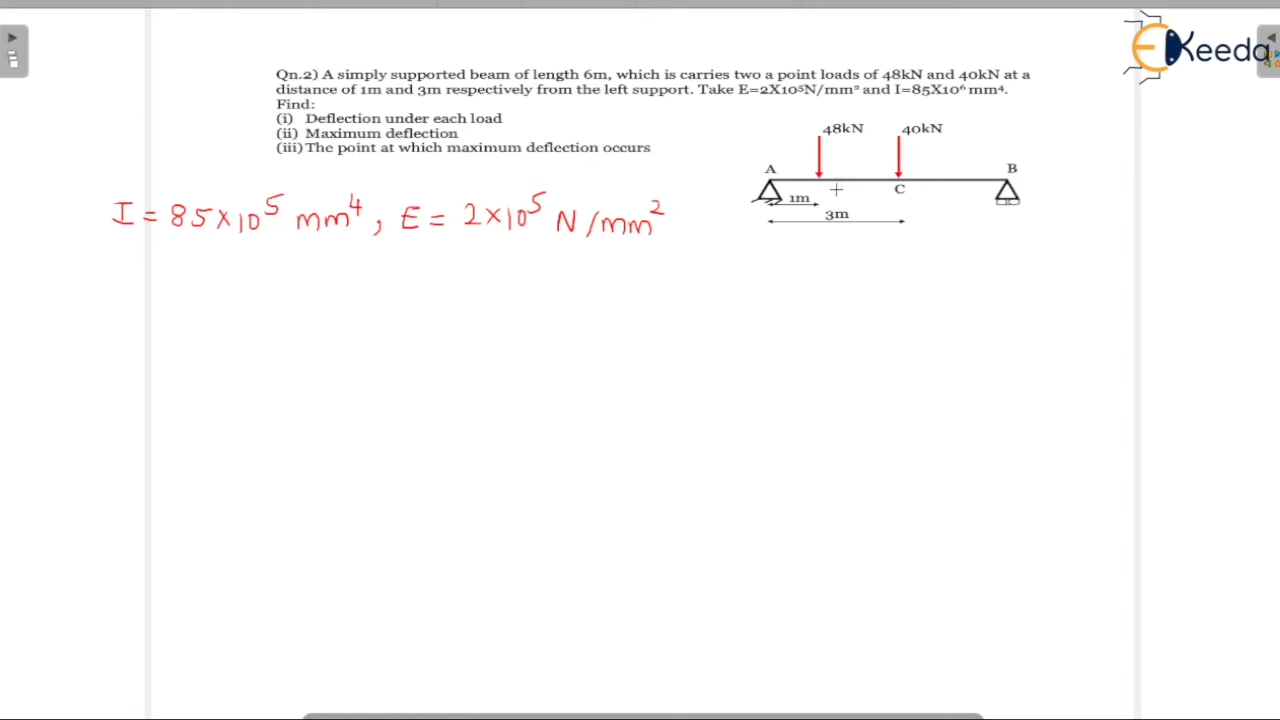 Keeda
Qn.2) A simply supported beam of length 6m, which is carries two a point loads of 48kN and 40kN at a
distance of 1m and 3m respectively from the left support. Take E=2X10⁵N/mm² and I=85X10⁶ mm⁴.
Find:
(i) Deflection under each load
(ii) Maximum deflection
(iii) The point at which maximum deflection occurs
48kN 40kN
A B
C
1m
3m
I = 85×10⁵ mm⁴, E = 2×10⁵ N/mm²